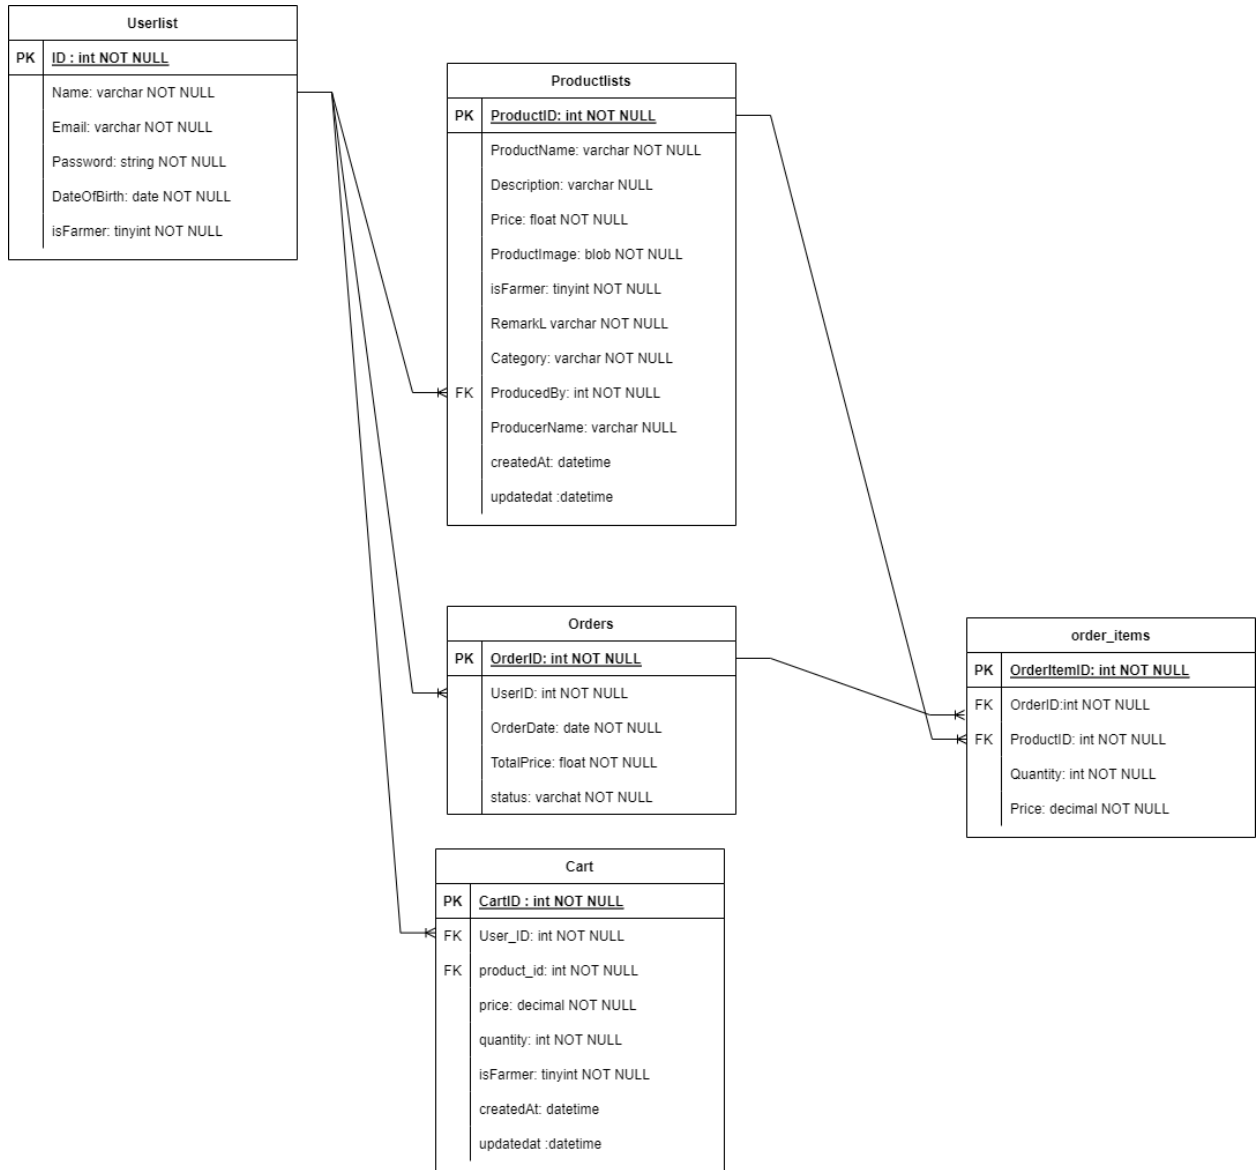 Userlist
PK ID : int NOT NULL
Name: varchar NOT NULL
Email: varchar NOT NULL
Password: string NOT NULL
DateOfBirth: date NOT NULL
isFarmer: tinyint NOT NULL
Productlists
PK ProductID: int NOT NULL
ProductName: varchar NOT NULL
Description: varchar NULL
Price: float NOT NULL
ProductImage: blob NOT NULL
isFarmer: tinyint NOT NULL
RemarkL varchar NOT NULL
Category: varchar NOT NULL
FK ProducedBy: int NOT NULL
ProducerName: varchar NULL
createdAt: datetime
updatedat :datetime
Orders
PK OrderID: int NOT NULL
UserID: int NOT NULL
OrderDate: date NOT NULL
TotalPrice: float NOT NULL
status: varchat NOT NULL
order_items
PK OrderItemID: int NOT NULL
FK OrderID:int NOT NULL
FK ProductID: int NOT NULL
Quantity: int NOT NULL
Price: decimal NOT NULL
Cart
PK CartID : int NOT NULL
FK User_ID: int NOT NULL
FK product_id: int NOT NULL
price: decimal NOT NULL
quantity: int NOT NULL
isFarmer: tinyint NOT NULL
createdAt: datetime
updatedat :datetime